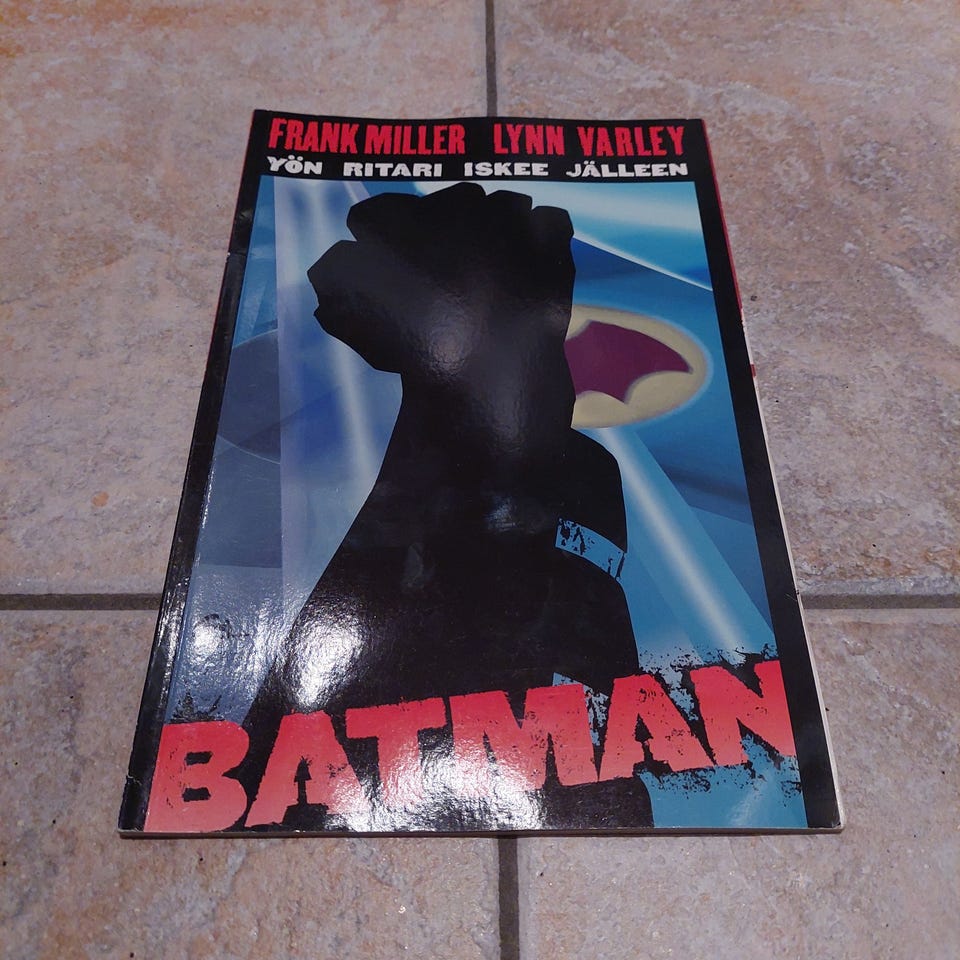 FRANK MILLER LYNN VARLEY
YÖN RITARI ISKEE JÄLLEEN
BATMAN